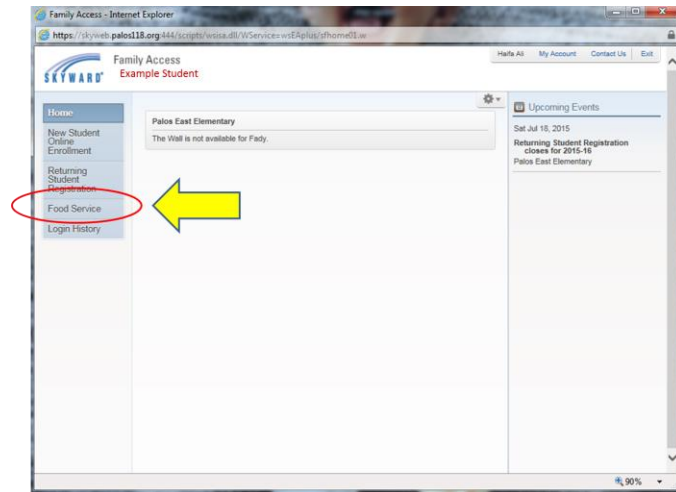 Family Access - Internet Explorer
https://skyweb.palos118.org:444/scripts/wsisa.dll/WService=wsEAplus/sfhome01.w
SKYWARD®
Family Access
Example Student
Haifa Ali My Account Contact Us Exit
Home
New Student
Online
Enrollment
Returning
Student
Registration
Food Service
Login History
Palos East Elementary
The Wall is not available for Fady.
Upcoming Events
Sat Jul 18, 2015
Returning Student Registration
closes for 2015-16
Palos East Elementary
90%